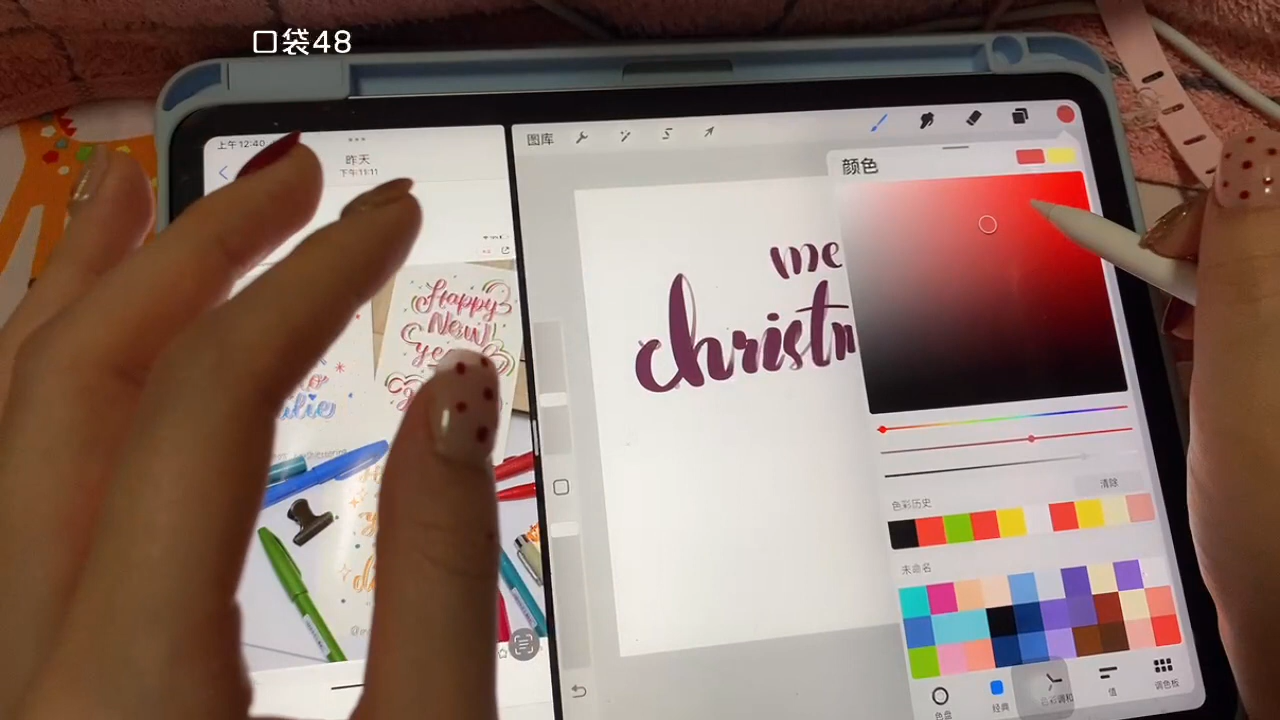 口袋48
上午12:40
昨天
下午11:11
图库
颜色
me
christm
Happy
New
清除
色彩历史
未命名
色盘
经典
色彩调和
值
调色板